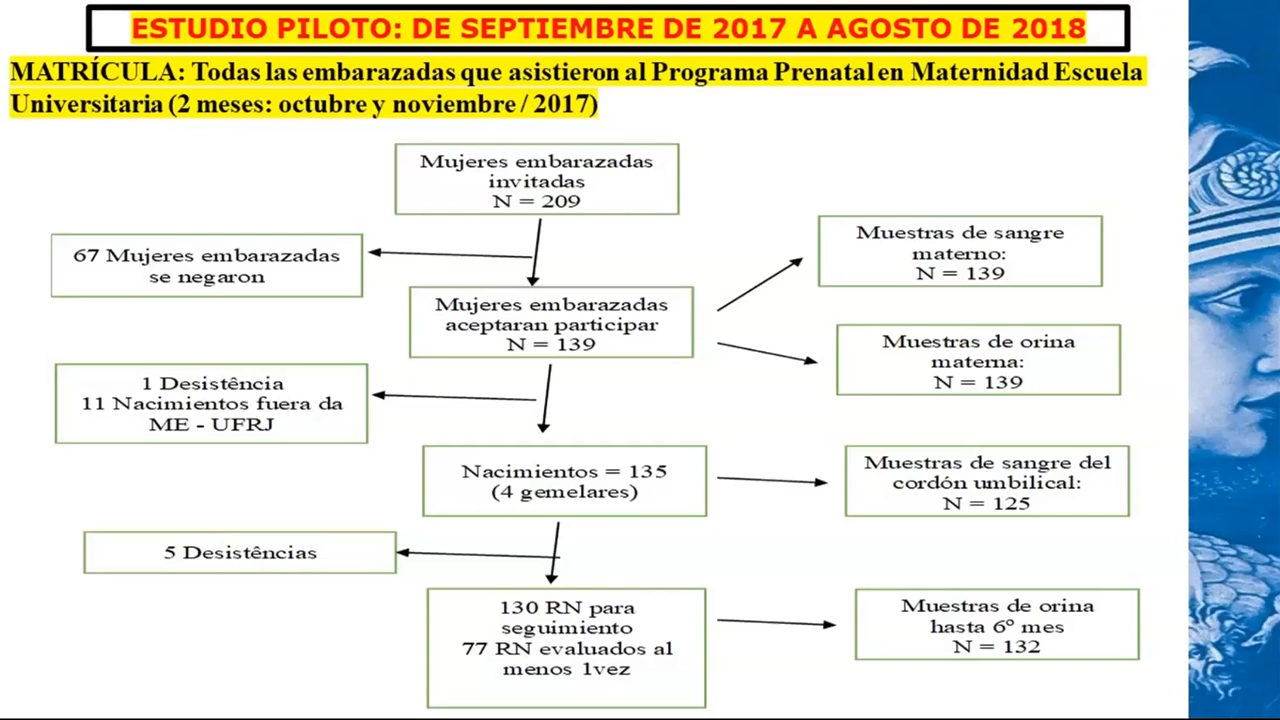 ESTUDIO PILOTO: DE SEPTIEMBRE DE 2017 A AGOSTO DE 2018
MATRÍCULA: Todas las embarazadas que asistieron al Programa Prenatal en Maternidad Escuela
Universitaria (2 meses: octubre y noviembre / 2017)
Mujeres embarazadas
invitadas
N = 209
67 Mujeres embarazadas
se negaron
Muestras de sangre
materno:
N = 139
Mujeres embarazadas
aceptaran participar
N = 139
Muestras de orina
materna:
N = 139
1 Desistência
11 Nacimientos fuera da
ME - UFRJ
Nacimientos = 135
(4 gemelares)
Muestras de sangre del
cordón umbilical:
N = 125
5 Desistências
130 RN para
seguimiento
77 RN evaluados al
menos 1vez
Muestras de orina
hasta 6º mes
N = 132